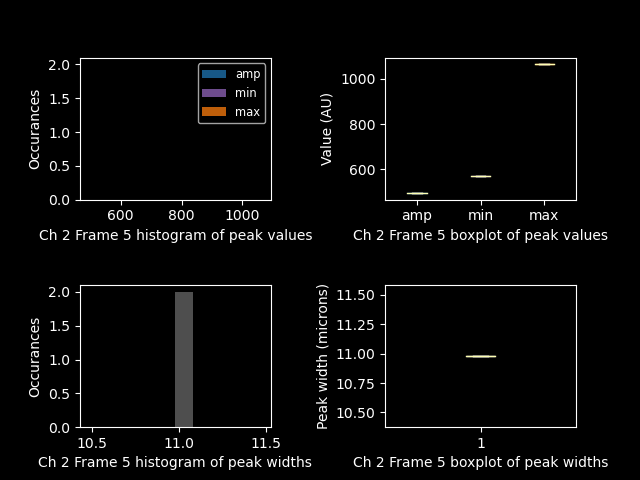 2.0
1.5
1.0
0.5
0.0
Occurances
amp
min
max
600 800 1000
Ch 2 Frame 5 histogram of peak values
1000
800
600
Value (AU)
amp min max
Ch 2 Frame 5 boxplot of peak values
2.0
1.5
1.0
0.5
0.0
Occurances
10.5 11.0 11.5
Ch 2 Frame 5 histogram of peak widths
11.50
11.25
11.00
10.75
10.50
Peak width (microns)
1
Ch 2 Frame 5 boxplot of peak widths